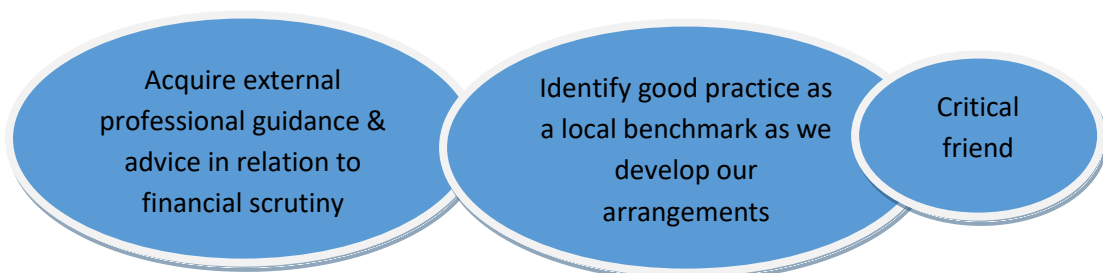 Acquire external
professional guidance &
advice in relation to
financial scrutiny
Identify good practice as
a local benchmark as we
develop our
arrangements
Critical
friend